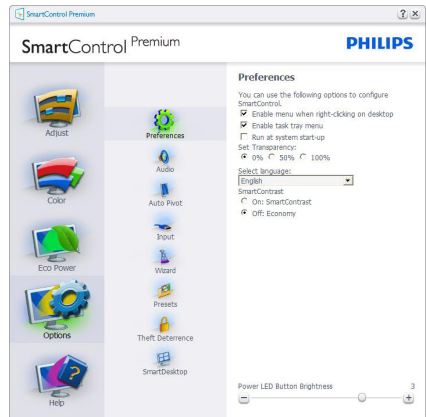 SmartControl Premium
SmartControl Premium
PHILIPS
Adjust
Color
Eco Power
Options
Help
Preferences
Audio
Auto Pivot
Input
Wizard
Presets
Theft Deterrence
SmartDesktop
Preferences
You can use the following options to configure
SmartControl.
Enable menu when right-clicking on desktop
Enable task tray menu
Run at system start-up
Set Transparency:
0% 50% 100%
Select language:
English
SmartContrast
On: SmartContrast
Off: Economy
Power LED Button Brightness 3